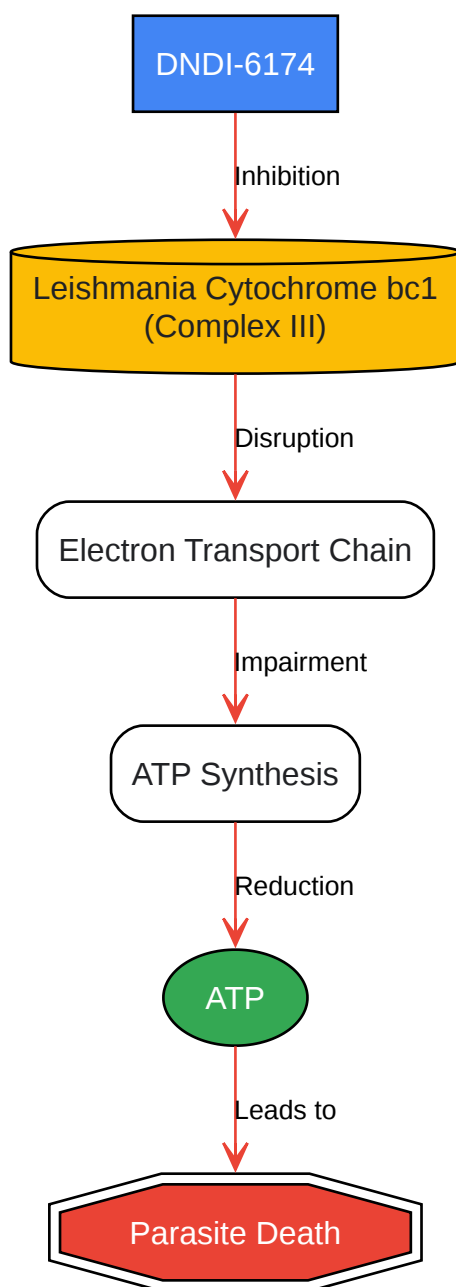 DNDI-6174
Inhibition
Leishmania Cytochrome bc1
(Complex III)
Disruption
Electron Transport Chain
Impairment
ATP Synthesis
Reduction
ATP
Leads to
Parasite Death